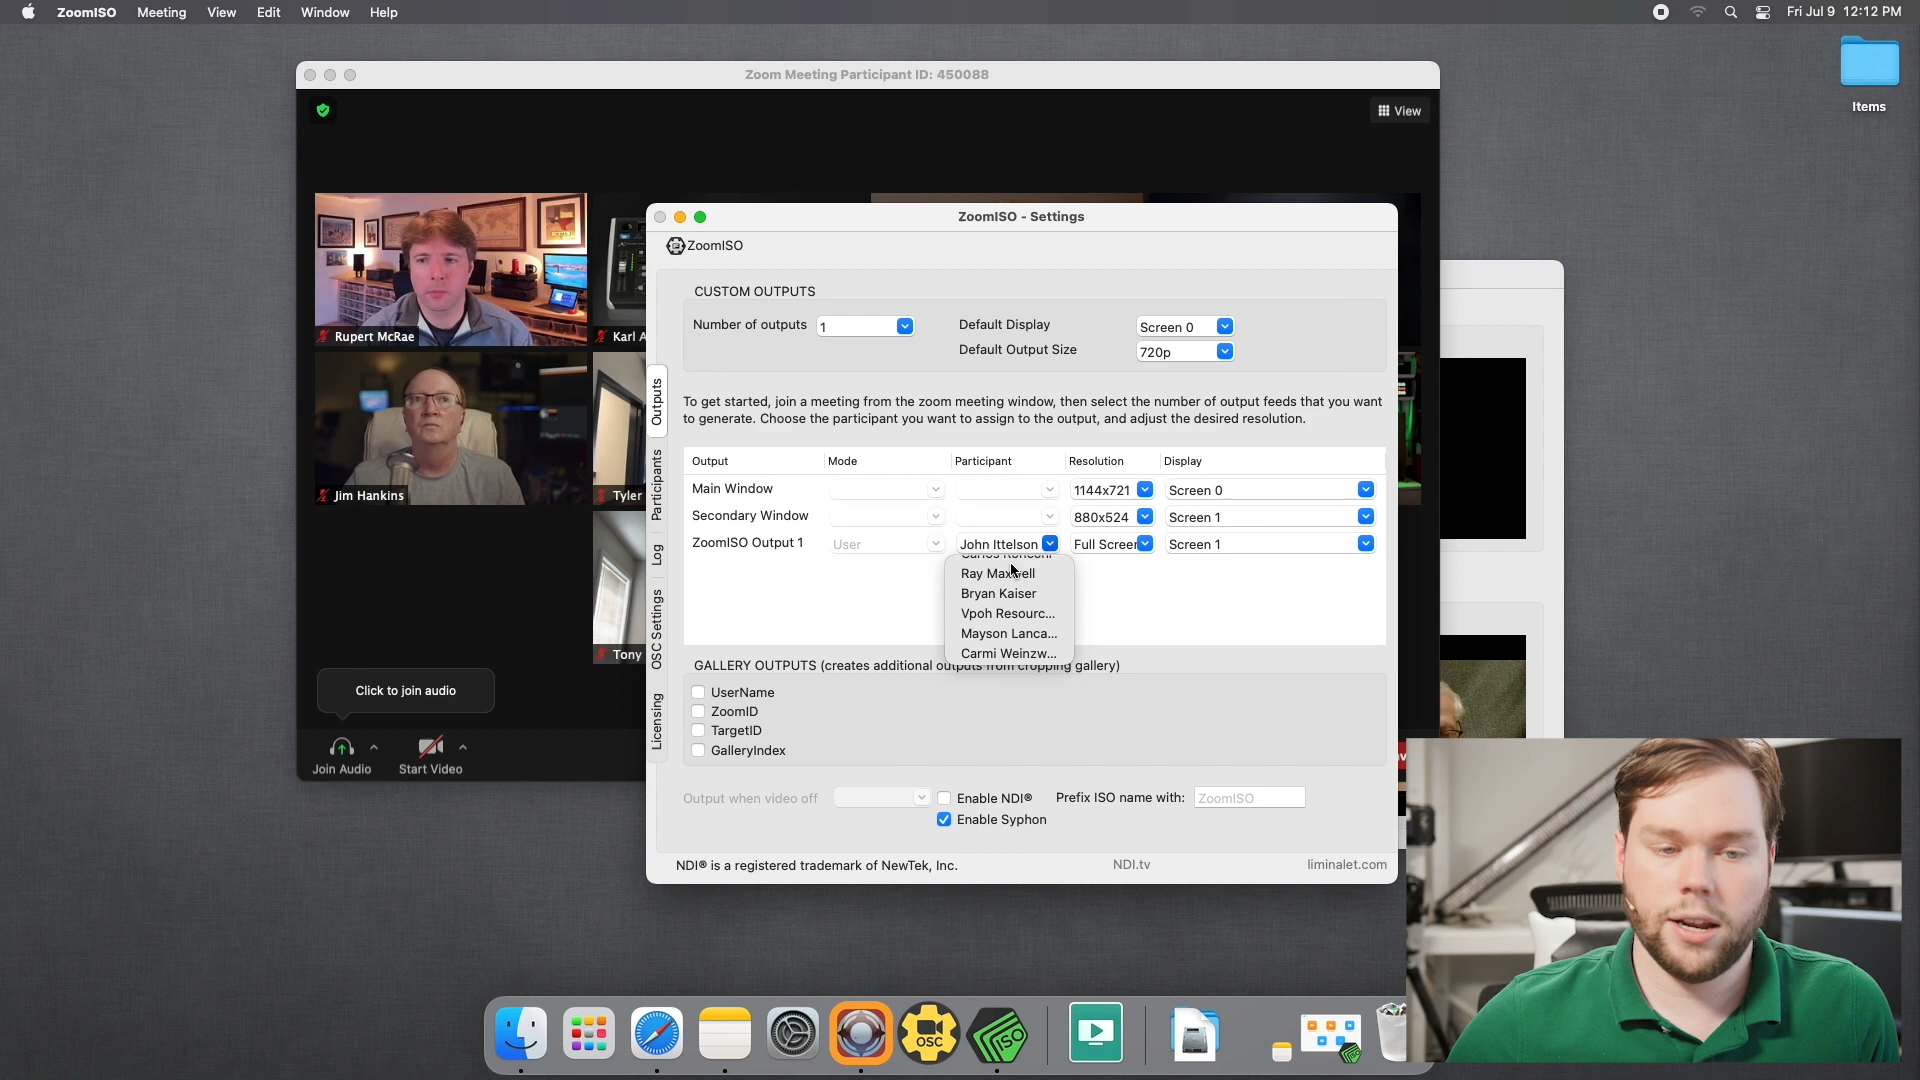 ZoomISO Meeting View Edit Window Help
Fri Jul 9 12:12 PM
Items
Zoom Meeting Participant ID: 450088
View
Rupert McRae
Karl A
Jim Hankins
Tyler
Tony
Click to join audio
Join Audio
Start Video
ZoomISO - Settings
ZoomISO
Outputs
Participants
Log
OSC Settings
Licensing
CUSTOM OUTPUTS
Number of outputs 1 Default Display Screen 0
Default Output Size 720p
To get started, join a meeting from the zoom meeting window, then select the number of output feeds that you want
to generate. Choose the participant you want to assign to the output, and adjust the desired resolution.
Output Mode Participant Resolution Display
Main Window 1144x721 Screen 0
Secondary Window 880x524 Screen 1
ZoomISO Output 1 User John Ittelson Full Screen Screen 1
Ray Maxwell
Bryan Kaiser
Vpoh Resourc...
Mayson Lanca...
Carmi Weinzw...
GALLERY OUTPUTS (creates additional outputs from cropping gallery)
UserName
ZoomID
TargetID
GalleryIndex
Output when video off Enable NDI® Prefix ISO name with: ZoomISO
Enable Syphon
NDI® is a registered trademark of NewTek, Inc. NDI.tv liminalet.com
OSC
ISO